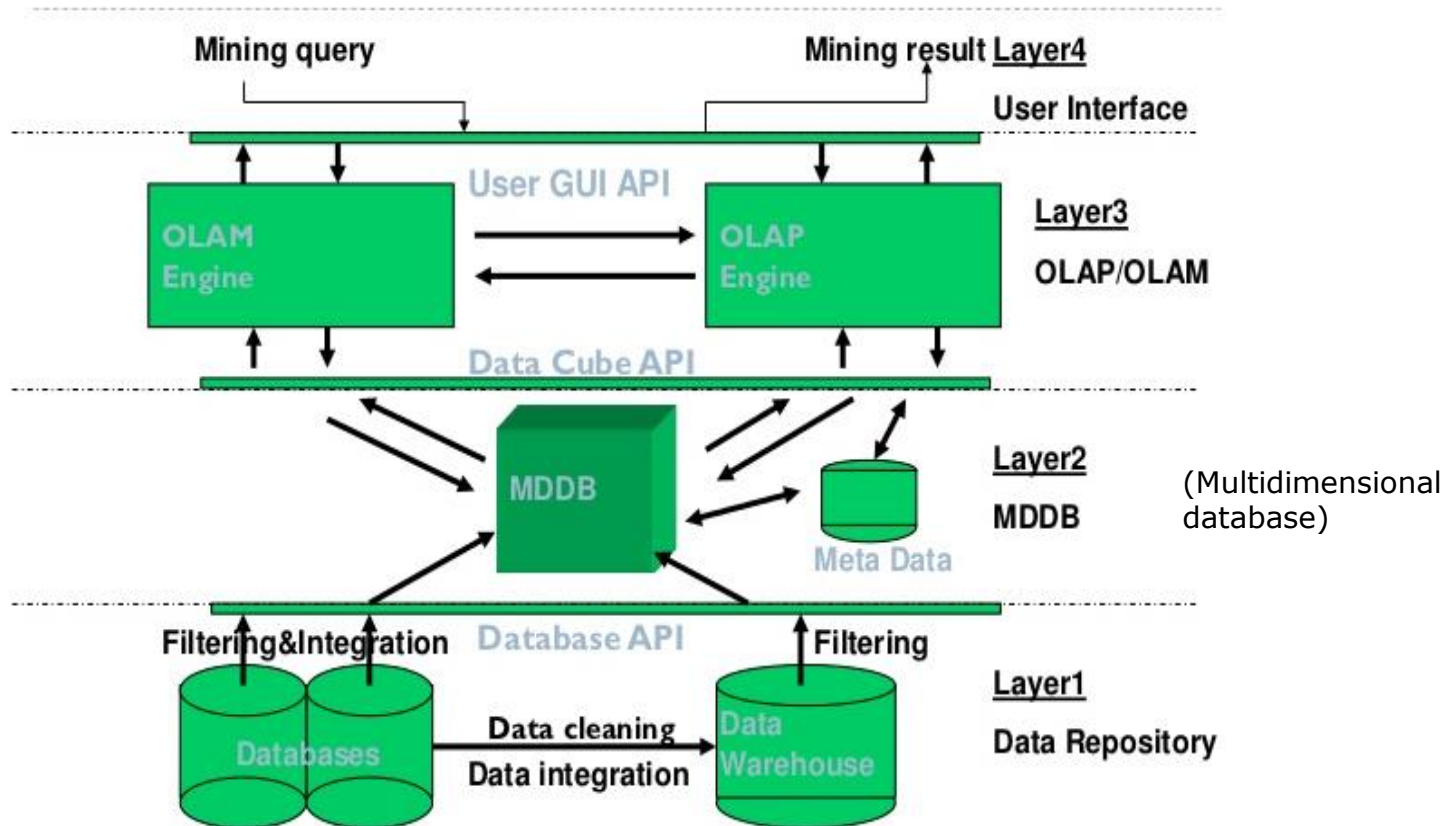 Mining query
Mining result Layer4
User Interface
User GUI API
OLAM
Engine
OLAP
Engine
Layer3
OLAP/OLAM
Data Cube API
MDDB
Meta Data
Layer2
MDDB
(Multidimensional
database)
Filtering&Integration
Database API
Filtering
Layer1
Data Repository
Databases
Data cleaning
Data integration
Data
Warehouse